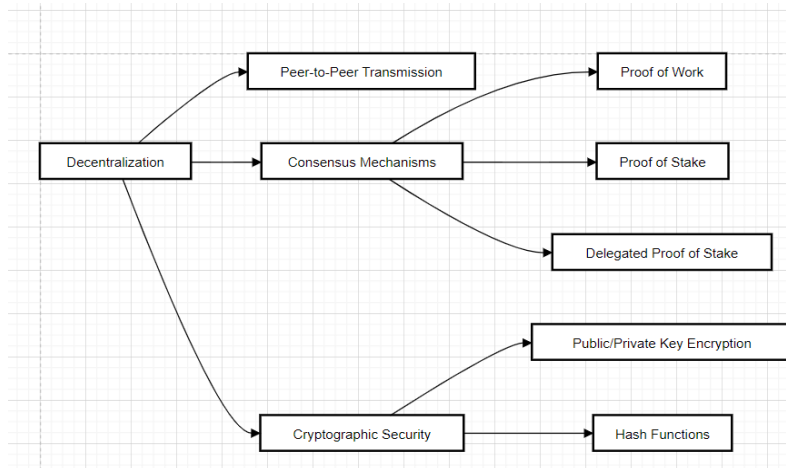 Peer-to-Peer Transmission
Proof of Work
Decentralization
Consensus Mechanisms
Proof of Stake
Delegated Proof of Stake
Public/Private Key Encryption
Cryptographic Security
Hash Functions